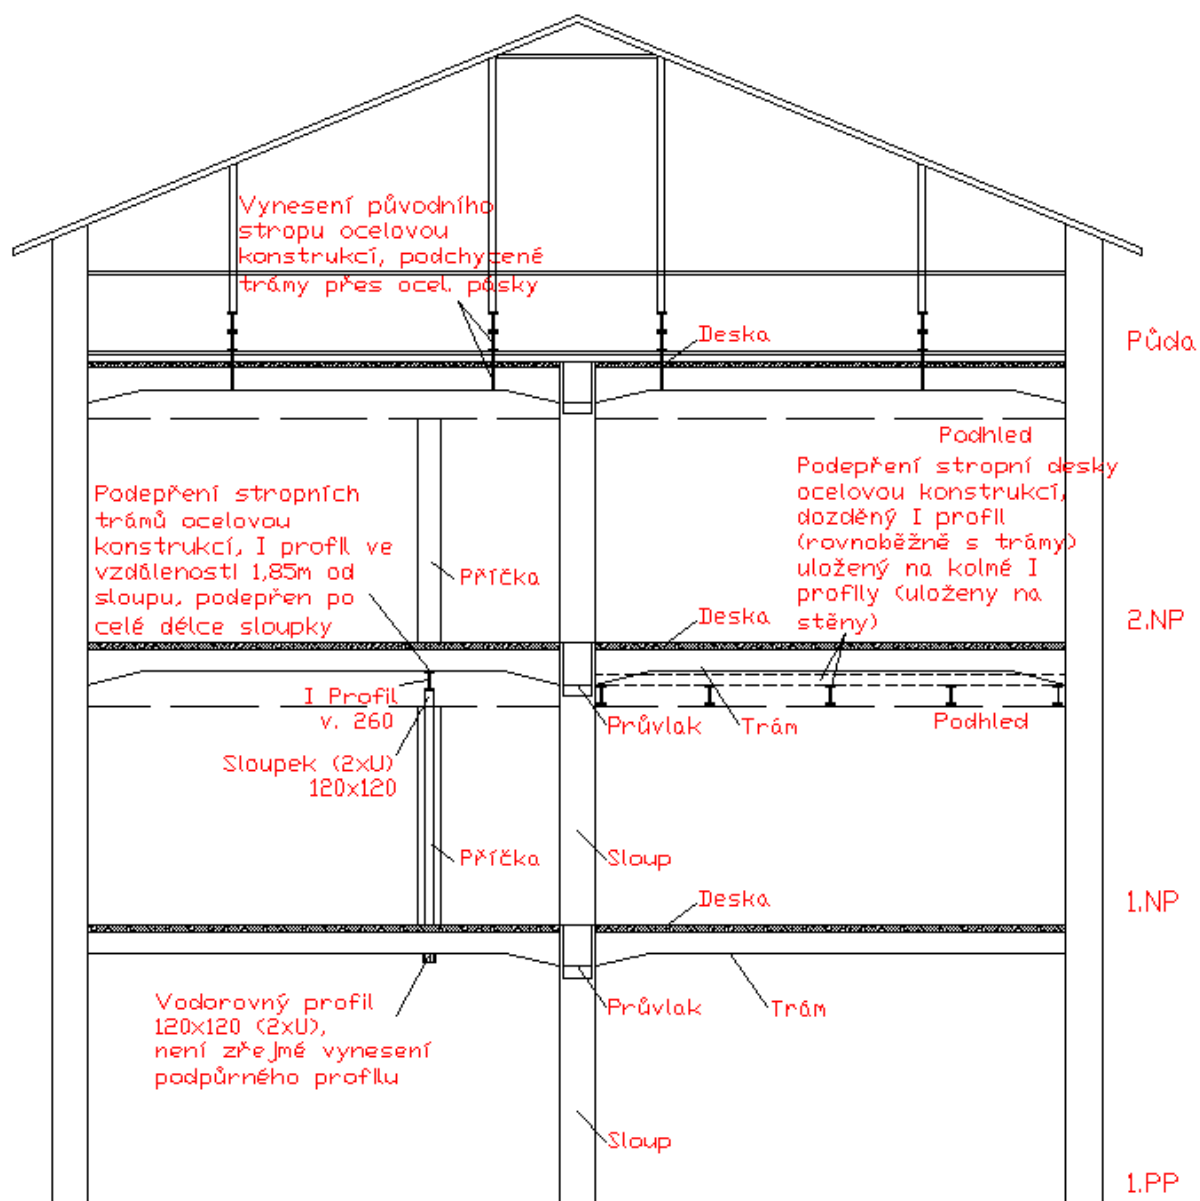 Vynesení původního
stropu ocelovou
konstrukcí, podchycené
trámy přes ocel. pásky
Deska
Půda
Podhled
Podepření stropní desky
ocelovou konstrukcí,
dozděný I profil
(rovnoběžně s trámy)
uložený na kolmé I
profily (uloženy na
stěny)
Podepření stropních
trámů ocelovou
konstrukcí, I profil ve
vzdálenosti 1,85m od
sloupu, podepřen po
celé délce sloupky
Příčka
Deska
2.NP
I Profil
v. 260
Průvlak
Trám
Podhled
Sloupek (2xU)
120x120
Příčka
Sloup
Deska
1.NP
Vodorovný profil
120x120 (2xU),
není zřejmé vynesení
podpůrného profilu
Průvlak
Trám
Sloup
1.PP